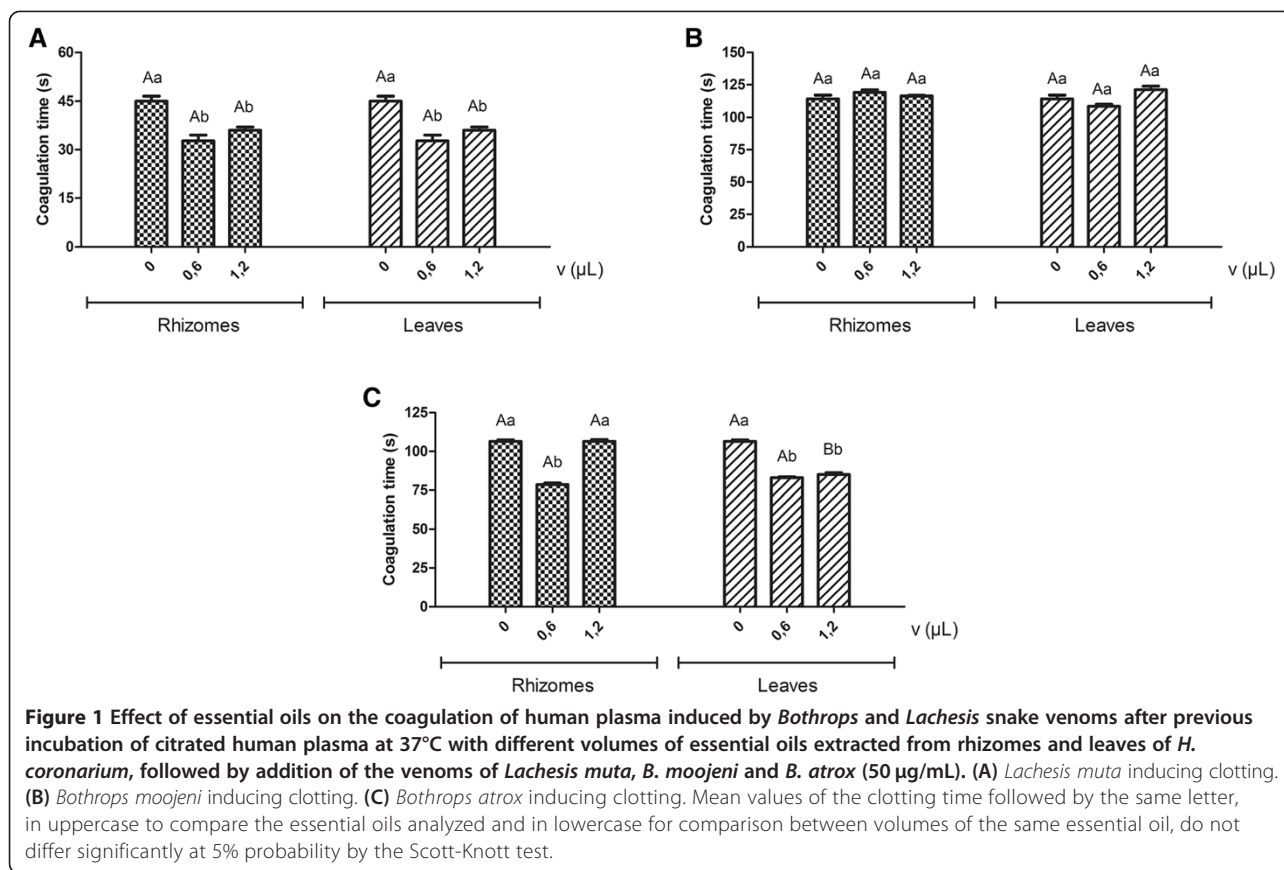 A
B
Coagulation time (s)
60
45
30
15
0
Aa
Ab
Ab
Aa
Ab
Ab
0
0,6
1,2
0
0,6
1,2
v (µL)
Rhizomes
Leaves
Coagulation time (s)
150
125
100
75
50
25
0
Aa
Aa
Aa
Aa
Aa
Aa
0
0,6
1,2
0
0,6
1,2
v (µL)
Rhizomes
Leaves
C
Coagulation time (s)
125
100
75
50
25
0
Aa
Ab
Aa
Aa
Ab
Bb
0
0,6
1,2
0
0,6
1,2
v (µL)
Rhizomes
Leaves
Figure 1 Effect of essential oils on the coagulation of human plasma induced by Bothrops and Lachesis snake venoms after previous
incubation of citrated human plasma at 37°C with different volumes of essential oils extracted from rhizomes and leaves of H.
coronarium, followed by addition of the venoms of Lachesis muta, B. moojeni and B. atrox (50 µg/mL). (A) Lachesis muta inducing clotting.
(B) Bothrops moojeni inducing clotting. (C) Bothrops atrox inducing clotting. Mean values of the clotting time followed by the same letter,
in uppercase to compare the essential oils analyzed and in lowercase for comparison between volumes of the same essential oil, do not
differ significantly at 5% probability by the Scott-Knott test.